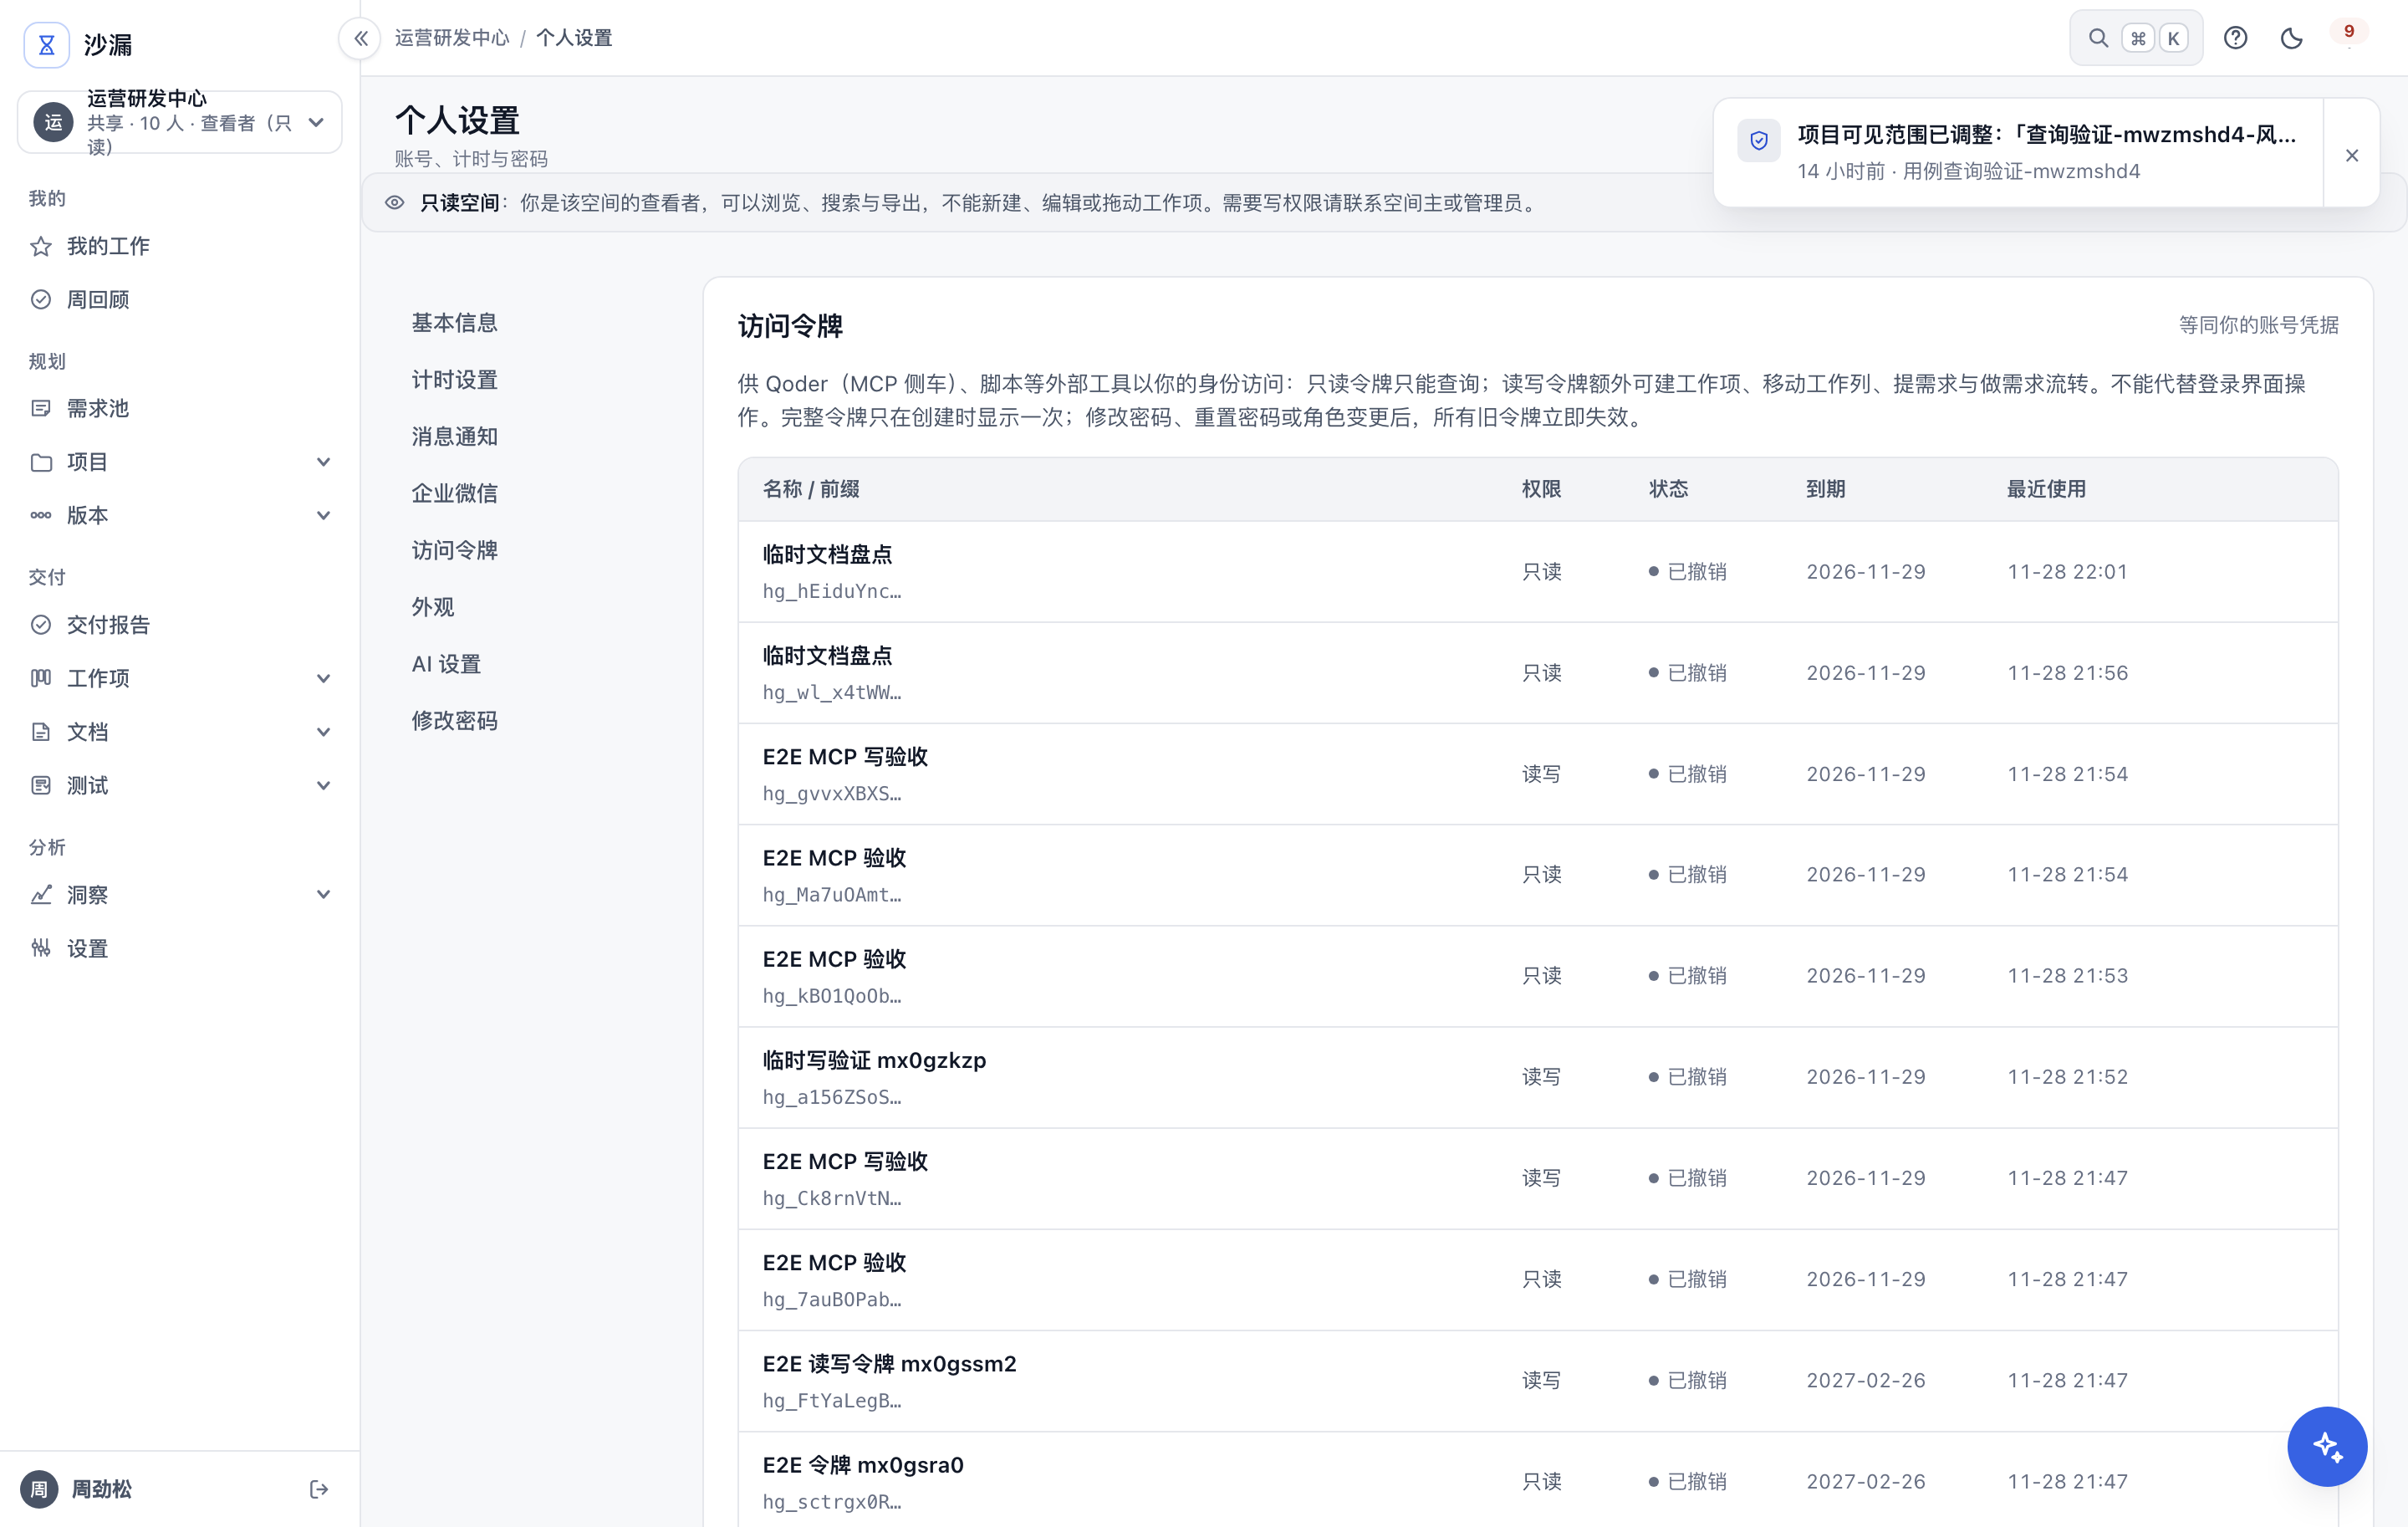 沙漏
运营研发中心 / 个人设置
⌘ K
9
运
运营研发中心
共享 · 10 人 · 查看者（只
读）
我的
我的工作
周回顾
规划
需求池
项目
版本
交付
交付报告
工作项
文档
测试
分析
洞察
设置
周
周劲松
个人设置
账号、计时与密码
项目可见范围已调整：「查询验证-mwzmshd4-风...
14 小时前 · 用例查询验证-mwzmshd4
只读空间：你是该空间的查看者，可以浏览、搜索与导出，不能新建、编辑或拖动工作项。需要写权限请联系空间主或管理员。
基本信息
计时设置
消息通知
企业微信
访问令牌
外观
AI 设置
修改密码
访问令牌
等同你的账号凭据
供 Qoder（MCP 侧车）、脚本等外部工具以你的身份访问：只读令牌只能查询；读写令牌额外可建工作项、移动工作列、提需求与做需求流转。不能代替登录界面操
作。完整令牌只在创建时显示一次；修改密码、重置密码或角色变更后，所有旧令牌立即失效。
名称 / 前缀 权限 状态 到期 最近使用
临时文档盘点
hg_hEiduYnc…
只读 已撤销 2026-11-29 11-28 22:01
临时文档盘点
hg_wl_x4tWW…
只读 已撤销 2026-11-29 11-28 21:56
E2E MCP 写验收
hg_gvvxXBXS…
读写 已撤销 2026-11-29 11-28 21:54
E2E MCP 验收
hg_Ma7uOAmt…
只读 已撤销 2026-11-29 11-28 21:54
E2E MCP 验收
hg_kBO1QoOb…
只读 已撤销 2026-11-29 11-28 21:53
临时写验证 mx0gzkzp
hg_a156ZSoS…
读写 已撤销 2026-11-29 11-28 21:52
E2E MCP 写验收
hg_Ck8rnVtN…
读写 已撤销 2026-11-29 11-28 21:47
E2E MCP 验收
hg_7auBOPab…
只读 已撤销 2026-11-29 11-28 21:47
E2E 读写令牌 mx0gssm2
hg_FtYaLegB…
读写 已撤销 2027-02-26 11-28 21:47
E2E 令牌 mx0gsra0
hg_sctrgx0R…
只读 已撤销 2027-02-26 11-28 21:47